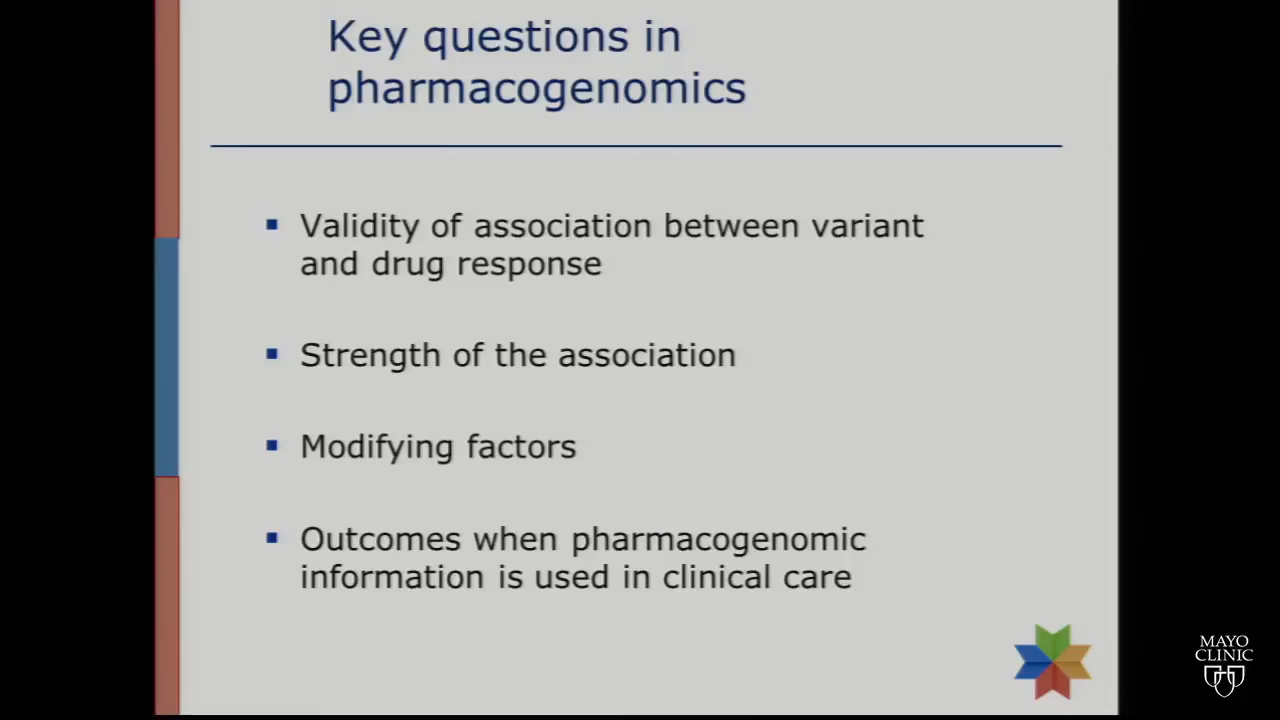 Key questions in
pharmacogenomics
▪ Validity of association between variant
and drug response
▪ Strength of the association
▪ Modifying factors
▪ Outcomes when pharmacogenomic
information is used in clinical care
MAYO
CLINIC